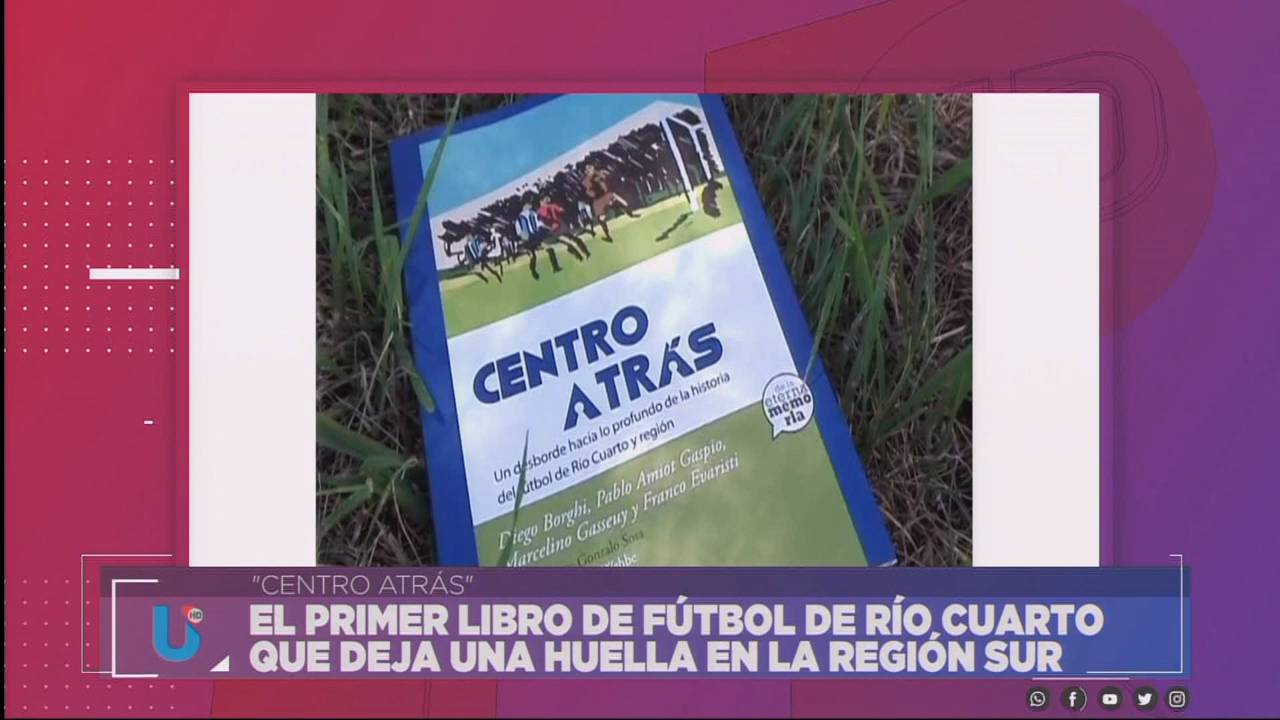 CENTRO
ATRÁS
Un desborde hacia lo profundo de la historia
del fútbol de Río Cuarto y región
de la
eterna
memo
ria
Diego Borghi, Pablo Amiot Gaspio,
Marcelino Gasseuy y Franco Evaristi
Gonzalo Sosa
"CENTRO ATRÁS"
U HD
EL PRIMER LIBRO DE FÚTBOL DE RÍO CUARTO
QUE DEJA UNA HUELLA EN LA REGIÓN SUR